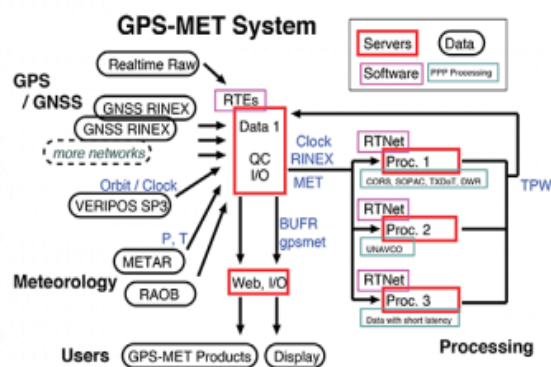 GPS-MET System
Servers
Data
Software
PPP Processing
Realtime Raw
GPS
/ GNSS
RTEs
GNSS RINEX
GNSS RINEX
more networks
Data 1
QC
I/O
Clock
RINEX
MET
RTNet
Proc. 1
CORS, SOPAC, TXDoT, DWR
TPW
Orbit / Clock
VERIPOS SP3
RTNet
Proc. 2
UNAVCO
P, T
BUFR
gpsmet
METAR
Meteorology
RAOB
Web, I/O
RTNet
Proc. 3
Data with short latency
Users
GPS-MET Products
Display
Processing